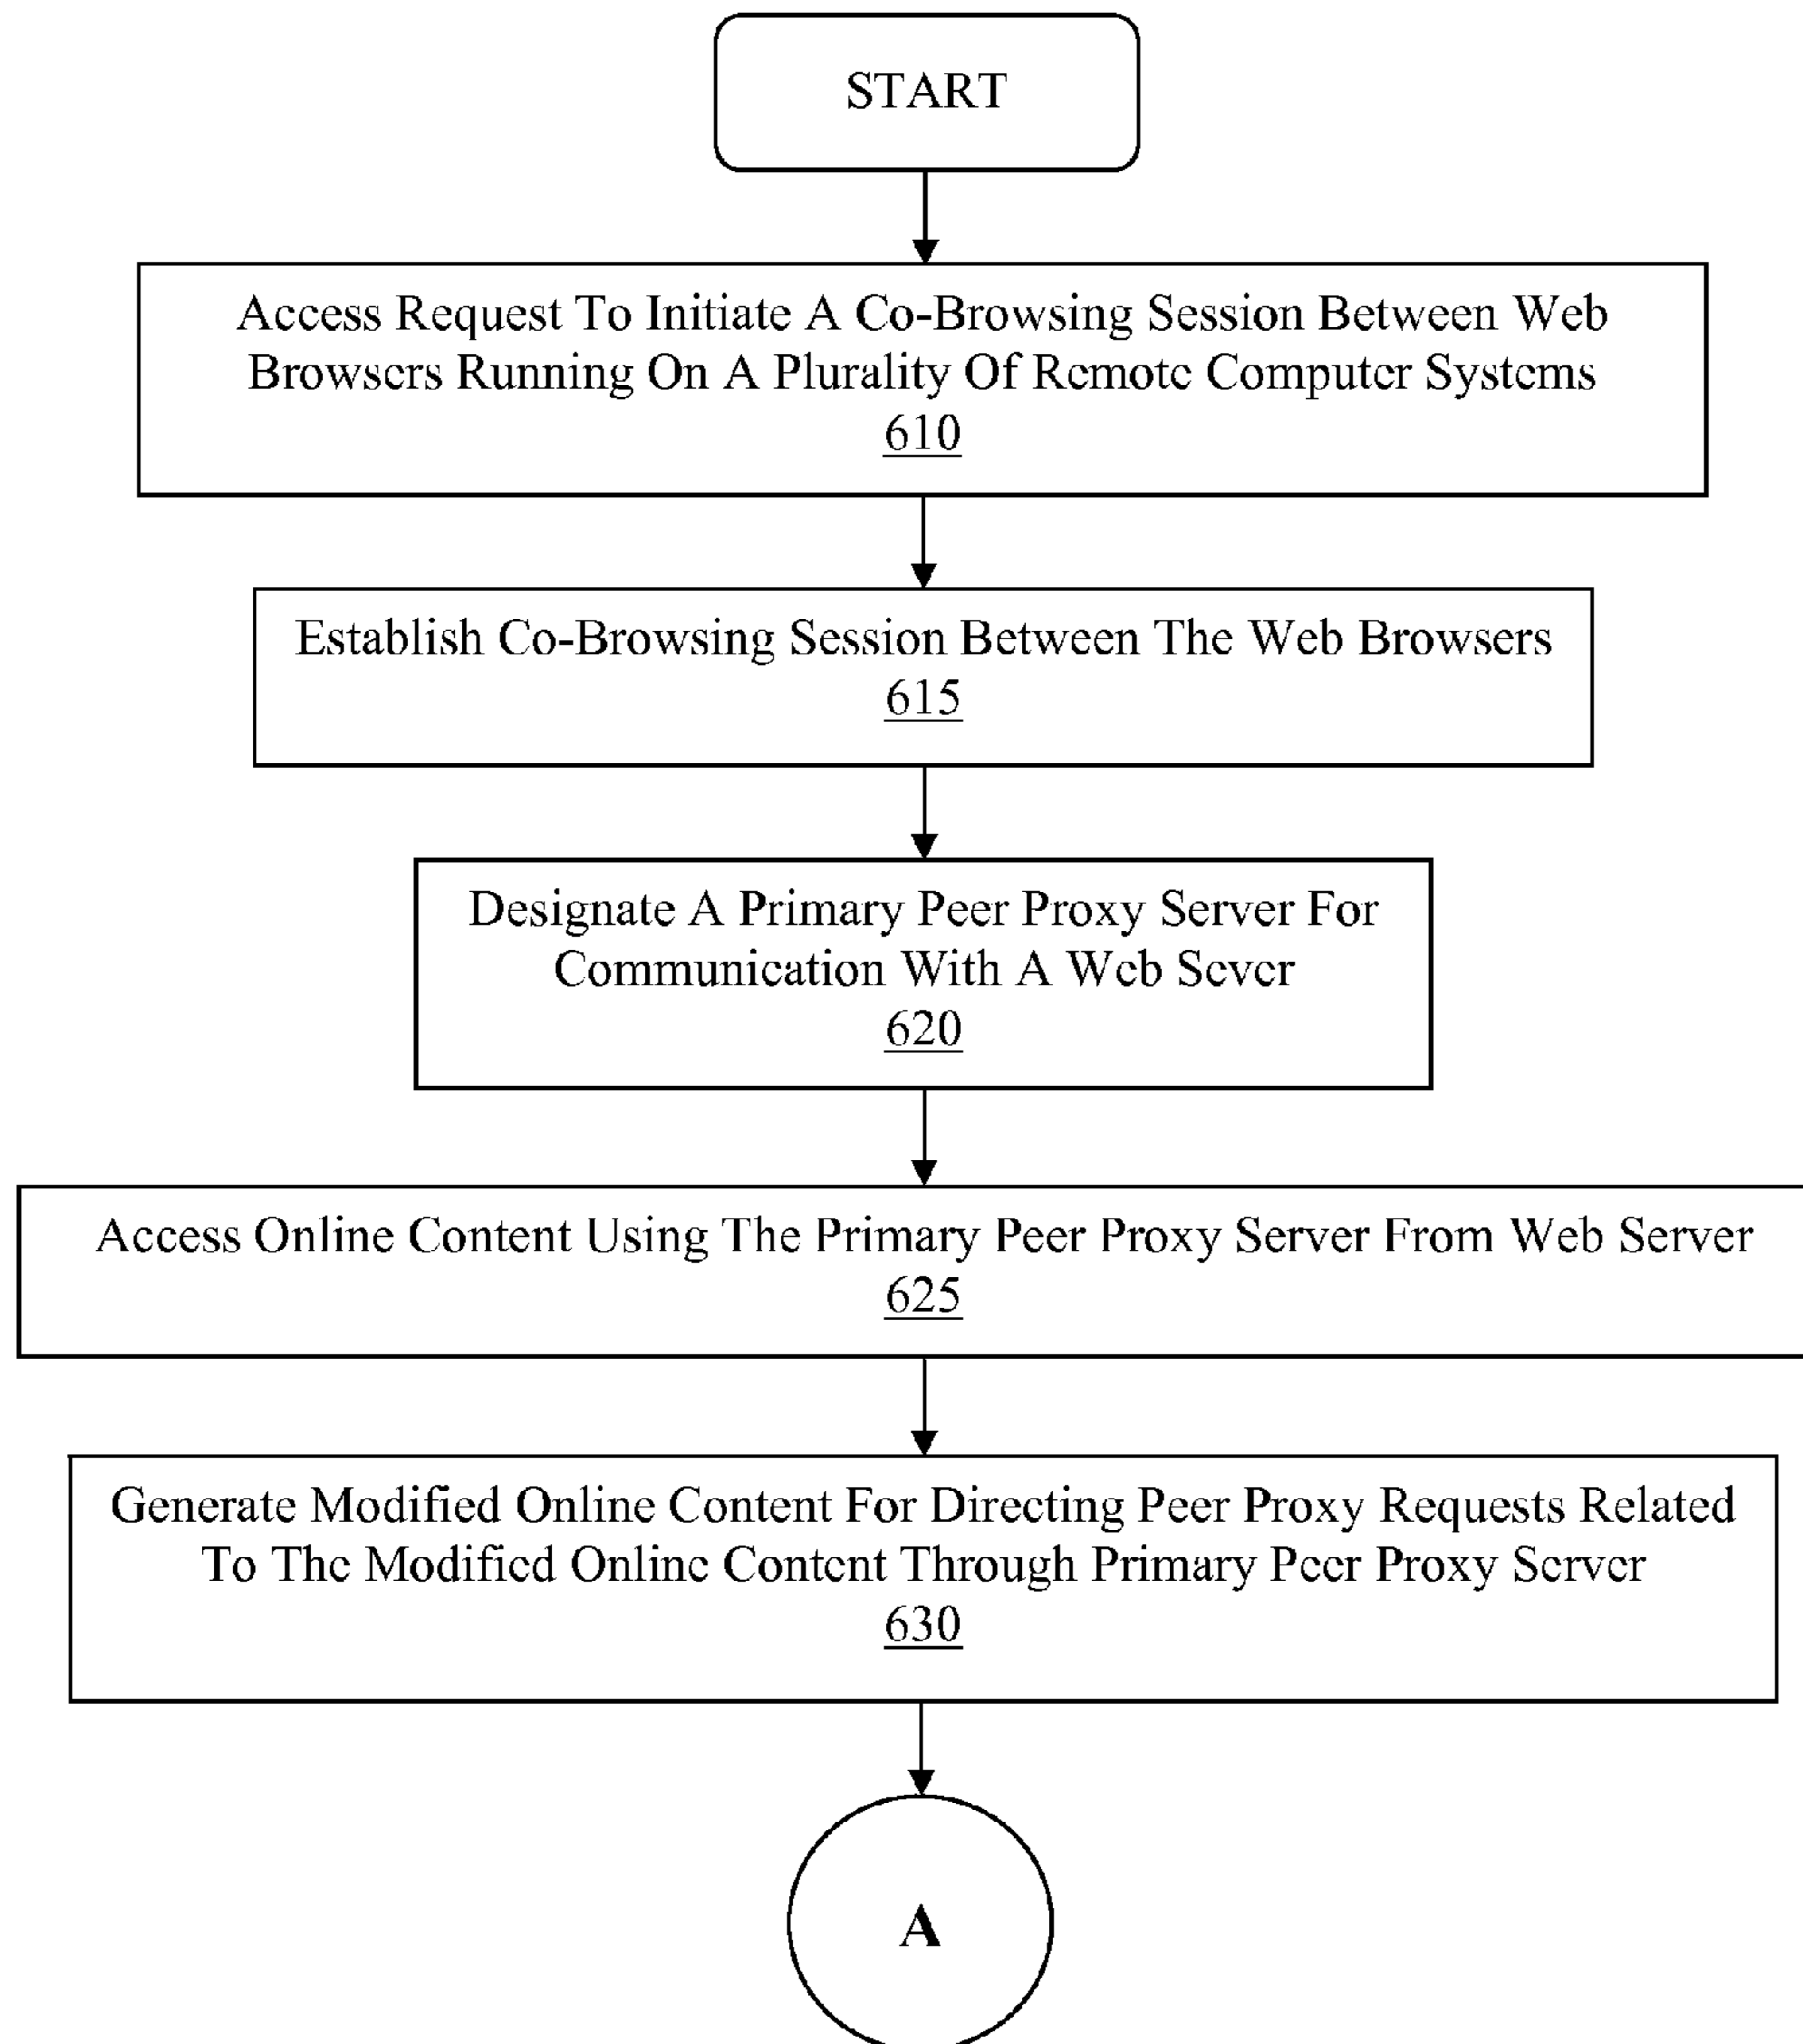 START
Access Request To Initiate A Co-Browsing Session Between Web
Browsers Running On A Plurality Of Remote Computer Systems
610
Establish Co-Browsing Session Between The Web Browsers
615
Designate A Primary Peer Proxy Server For
Communication With A Web Sever
620
Access Online Content Using The Primary Peer Proxy Server From Web Server
625
Generate Modified Online Content For Directing Peer Proxy Requests Related
To The Modified Online Content Through Primary Peer Proxy Server
630
A